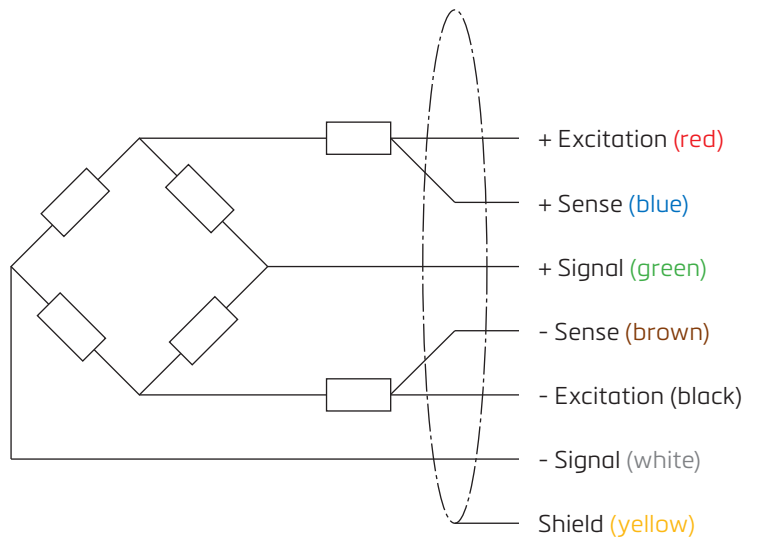 + Excitation (red)
+ Sense (blue)
+ Signal (green)
- Sense (brown)
- Excitation (black)
- Signal (white)
Shield (yellow)